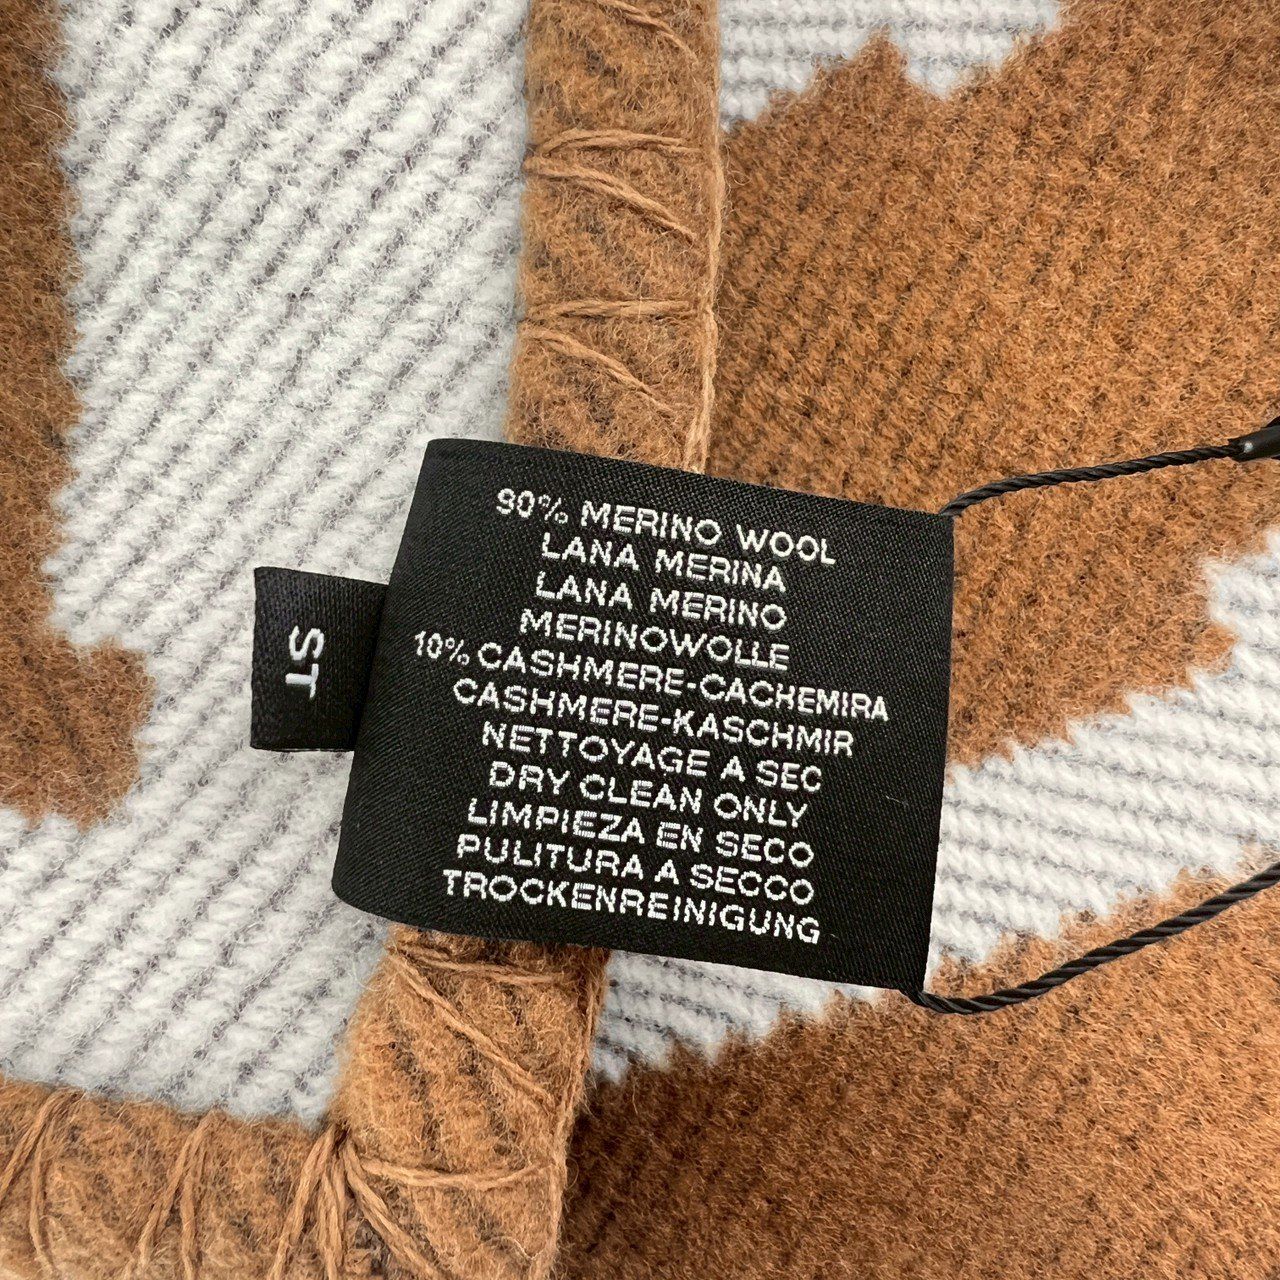 90% MERINO WOOL
LANA MERINA
LANA MERINO
MERINOWOLLE
10% CASHMERE-CACHEMIRA
CASHMERE-KASCHMIR
NETTOYAGE A SEC
DRY CLEAN ONLY
LIMPIEZA EN SECO
PULITURA A SECCO
TROCKENREINIGUNG
ST